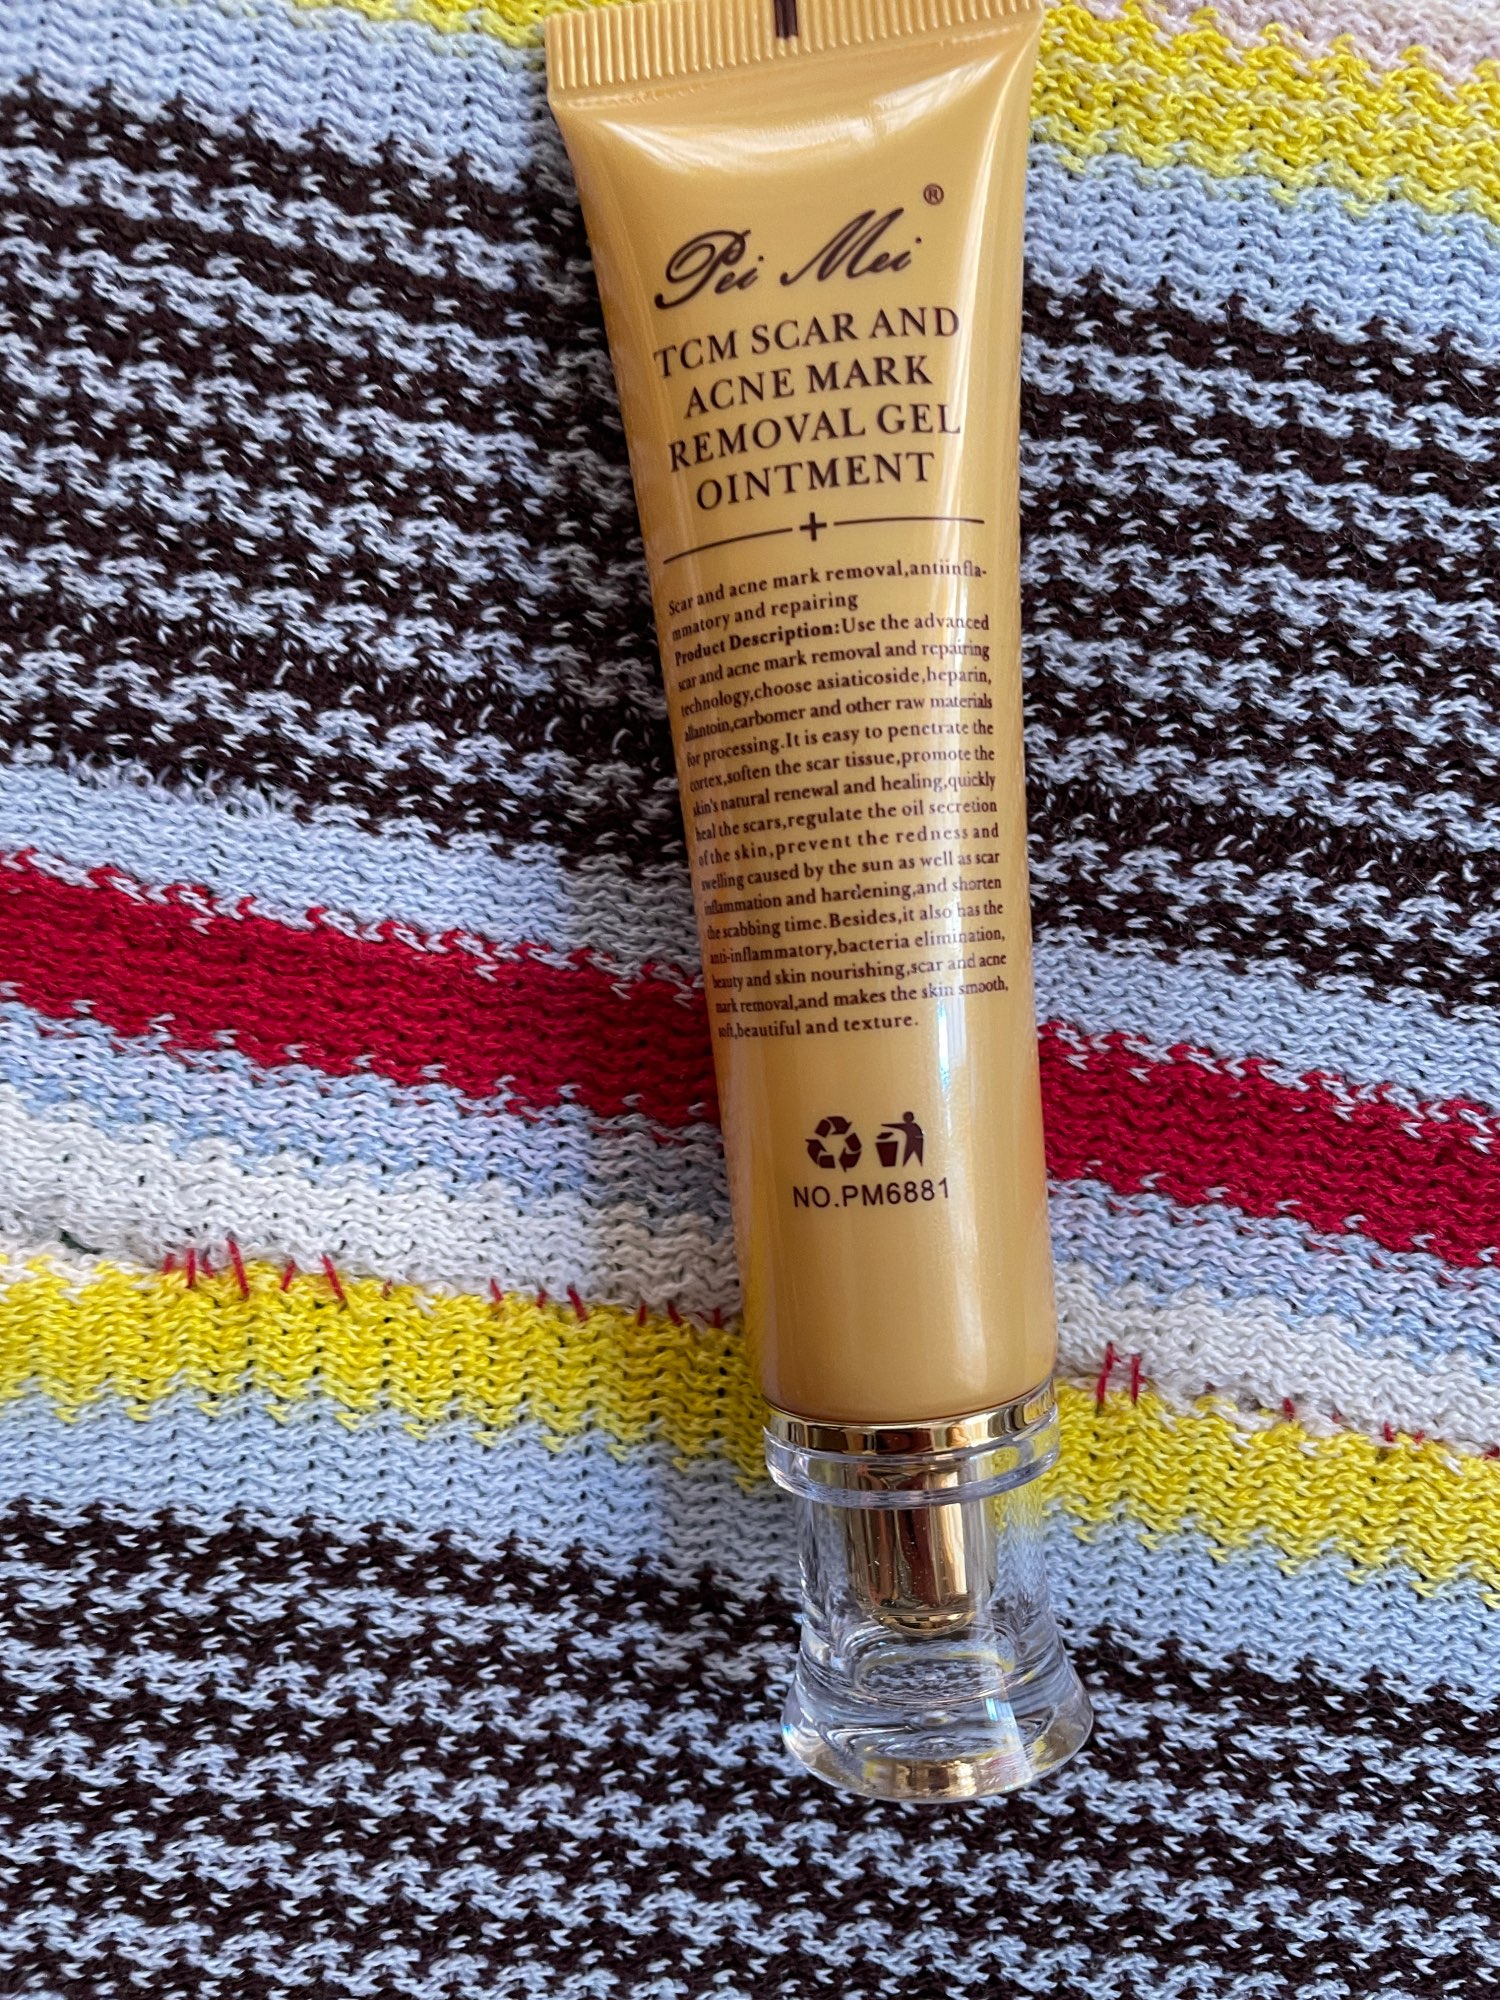 Pei Mei ®
TCM SCAR AND
ACNE MARK
REMOVAL GEL
OINTMENT
Scar and acne mark removal,antiinfla-
mmatory and repairing
Product Description:Use the advanced
scar and acne mark removal and repairing
technology,choose asiaticoside,heparin,
allantoin,carbomer and other raw materials
for processing.It is easy to penetrate the
cortex,soften the scar tissue,promote the
skin's natural renewal and healing,quickly
heal the scars,regulate the oil secretion
of the skin,prevent the redness and
swelling caused by the sun as well as scar
inflammation and hardening,and shorten
the scabbing time.Besides,it also has the
anti-inflammatory,bacteria elimination,
beauty and skin nourishing,scar and acne
mark removal,and makes the skin smooth,
soft,beautiful and texture.
NO.PM6881